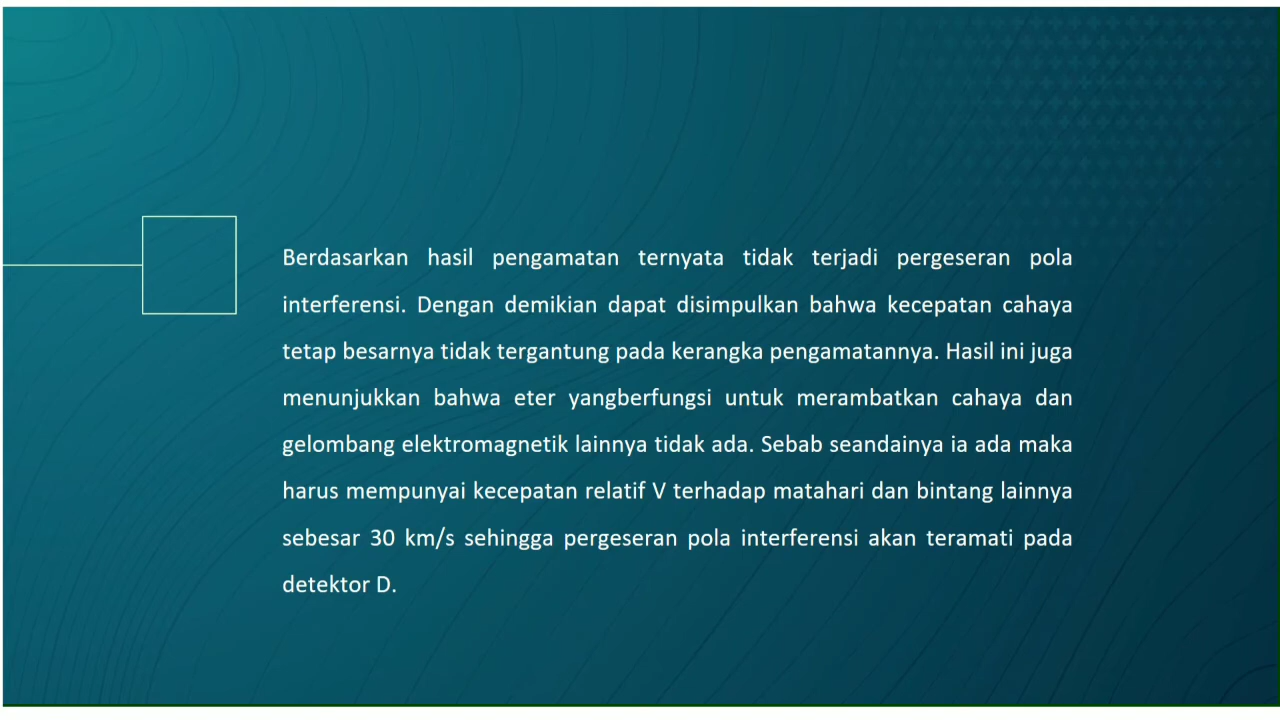 Berdasarkan hasil pengamatan ternyata tidak terjadi pergeseran pola
interferensi. Dengan demikian dapat disimpulkan bahwa kecepatan cahaya
tetap besarnya tidak tergantung pada kerangka pengamatannya. Hasil ini juga
menunjukkan bahwa eter yangberfungsi untuk merambatkan cahaya dan
gelombang elektromagnetik lainnya tidak ada. Sebab seandainya ia ada maka
harus mempunyai kecepatan relatif V terhadap matahari dan bintang lainnya
sebesar 30 km/s sehingga pergeseran pola interferensi akan teramati pada
detektor D.